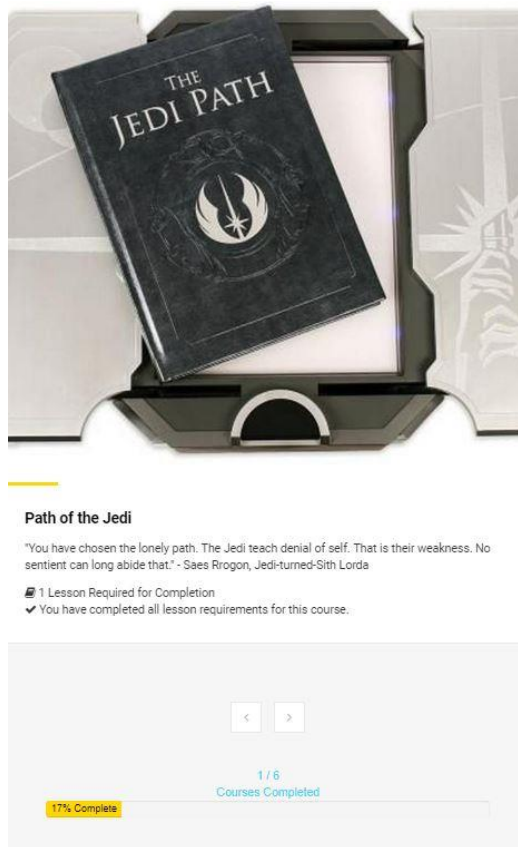 THE
JEDI PATH
Path of the Jedi
"You have chosen the lonely path. The Jedi teach denial of self. That is their weakness. No
sentient can long abide that." - Saes Rrogon, Jedi-turned-Sith Lorda
1 Lesson Required for Completion
You have completed all lesson requirements for this course.
1 / 6
Courses Completed
17% Complete